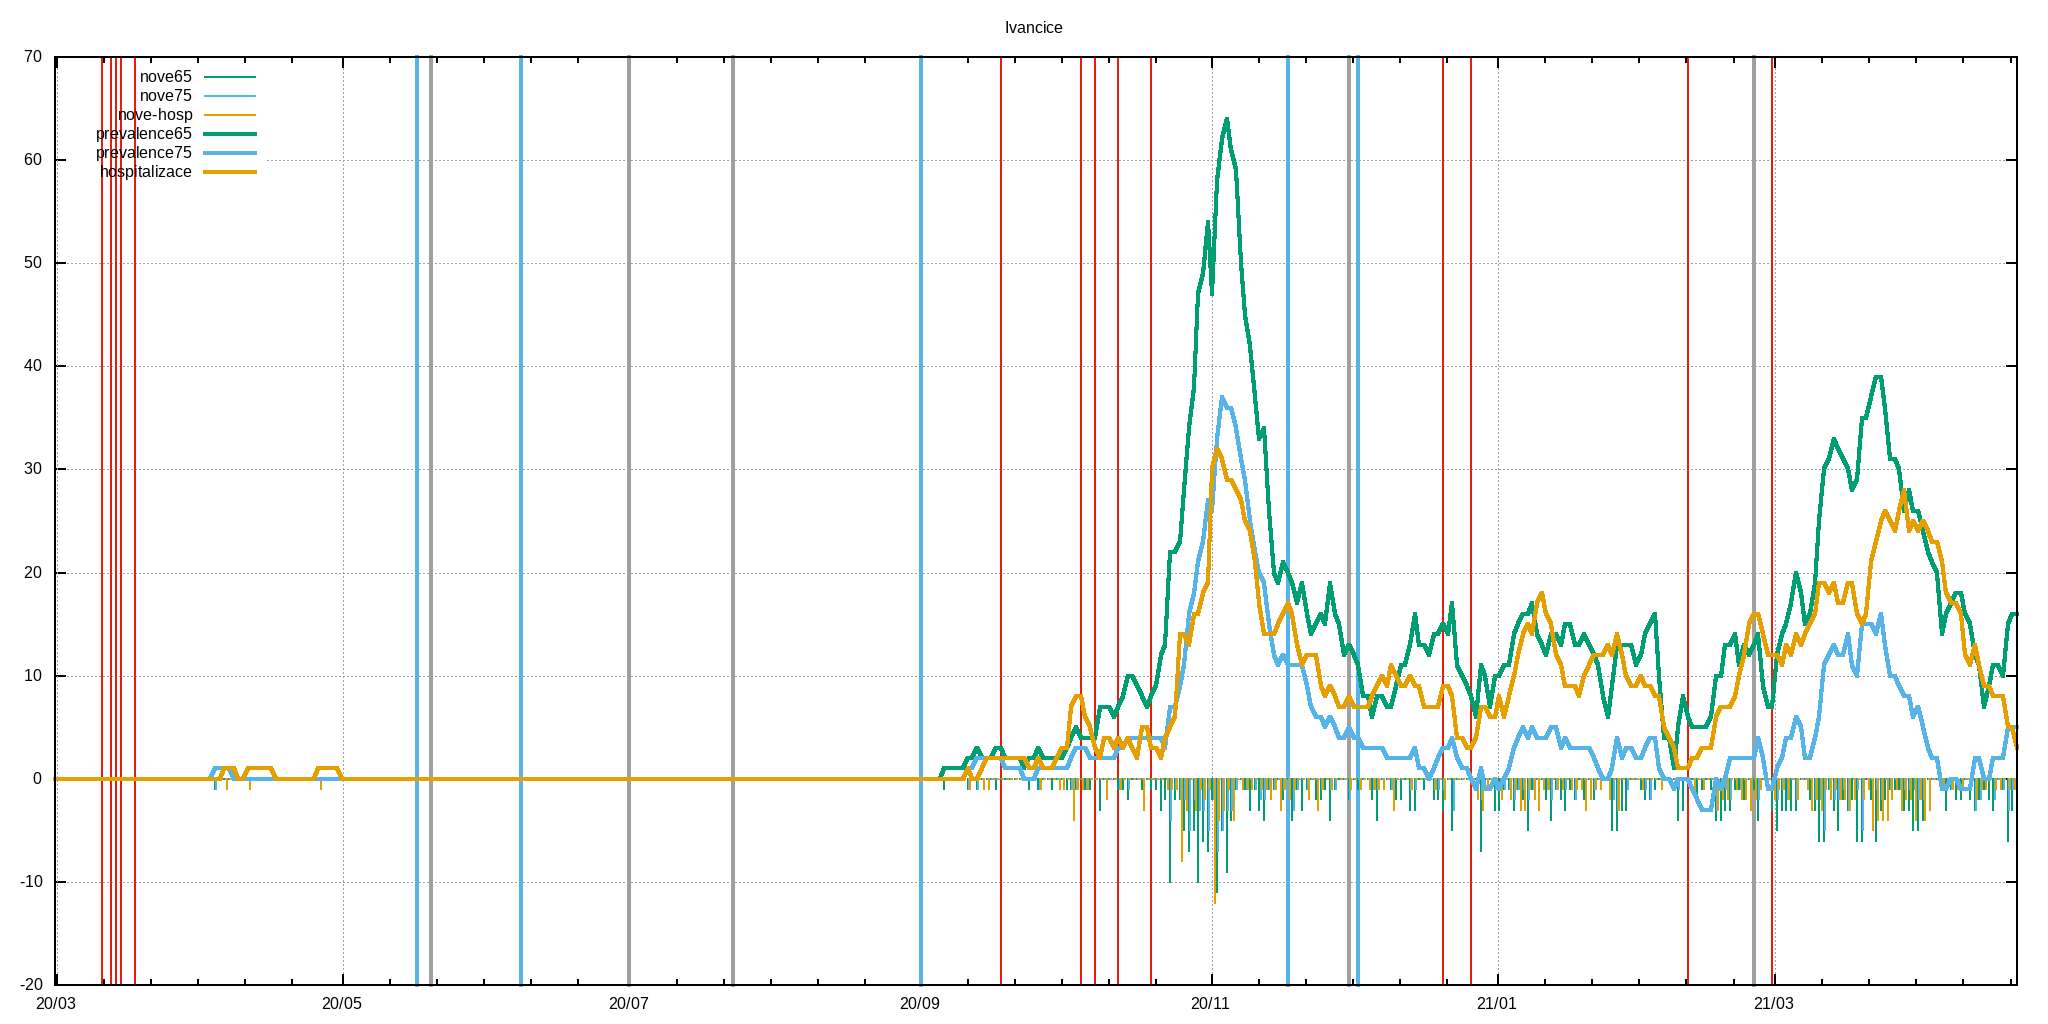 Ivancice
70
nove65
nove75
nove-hosp
prevalence65
60
prevalence75
hospitalizace
50
40
30
20
10
0
-10
-20
20/03 20/05 20/07 20/09 20/11 21/01 21/03